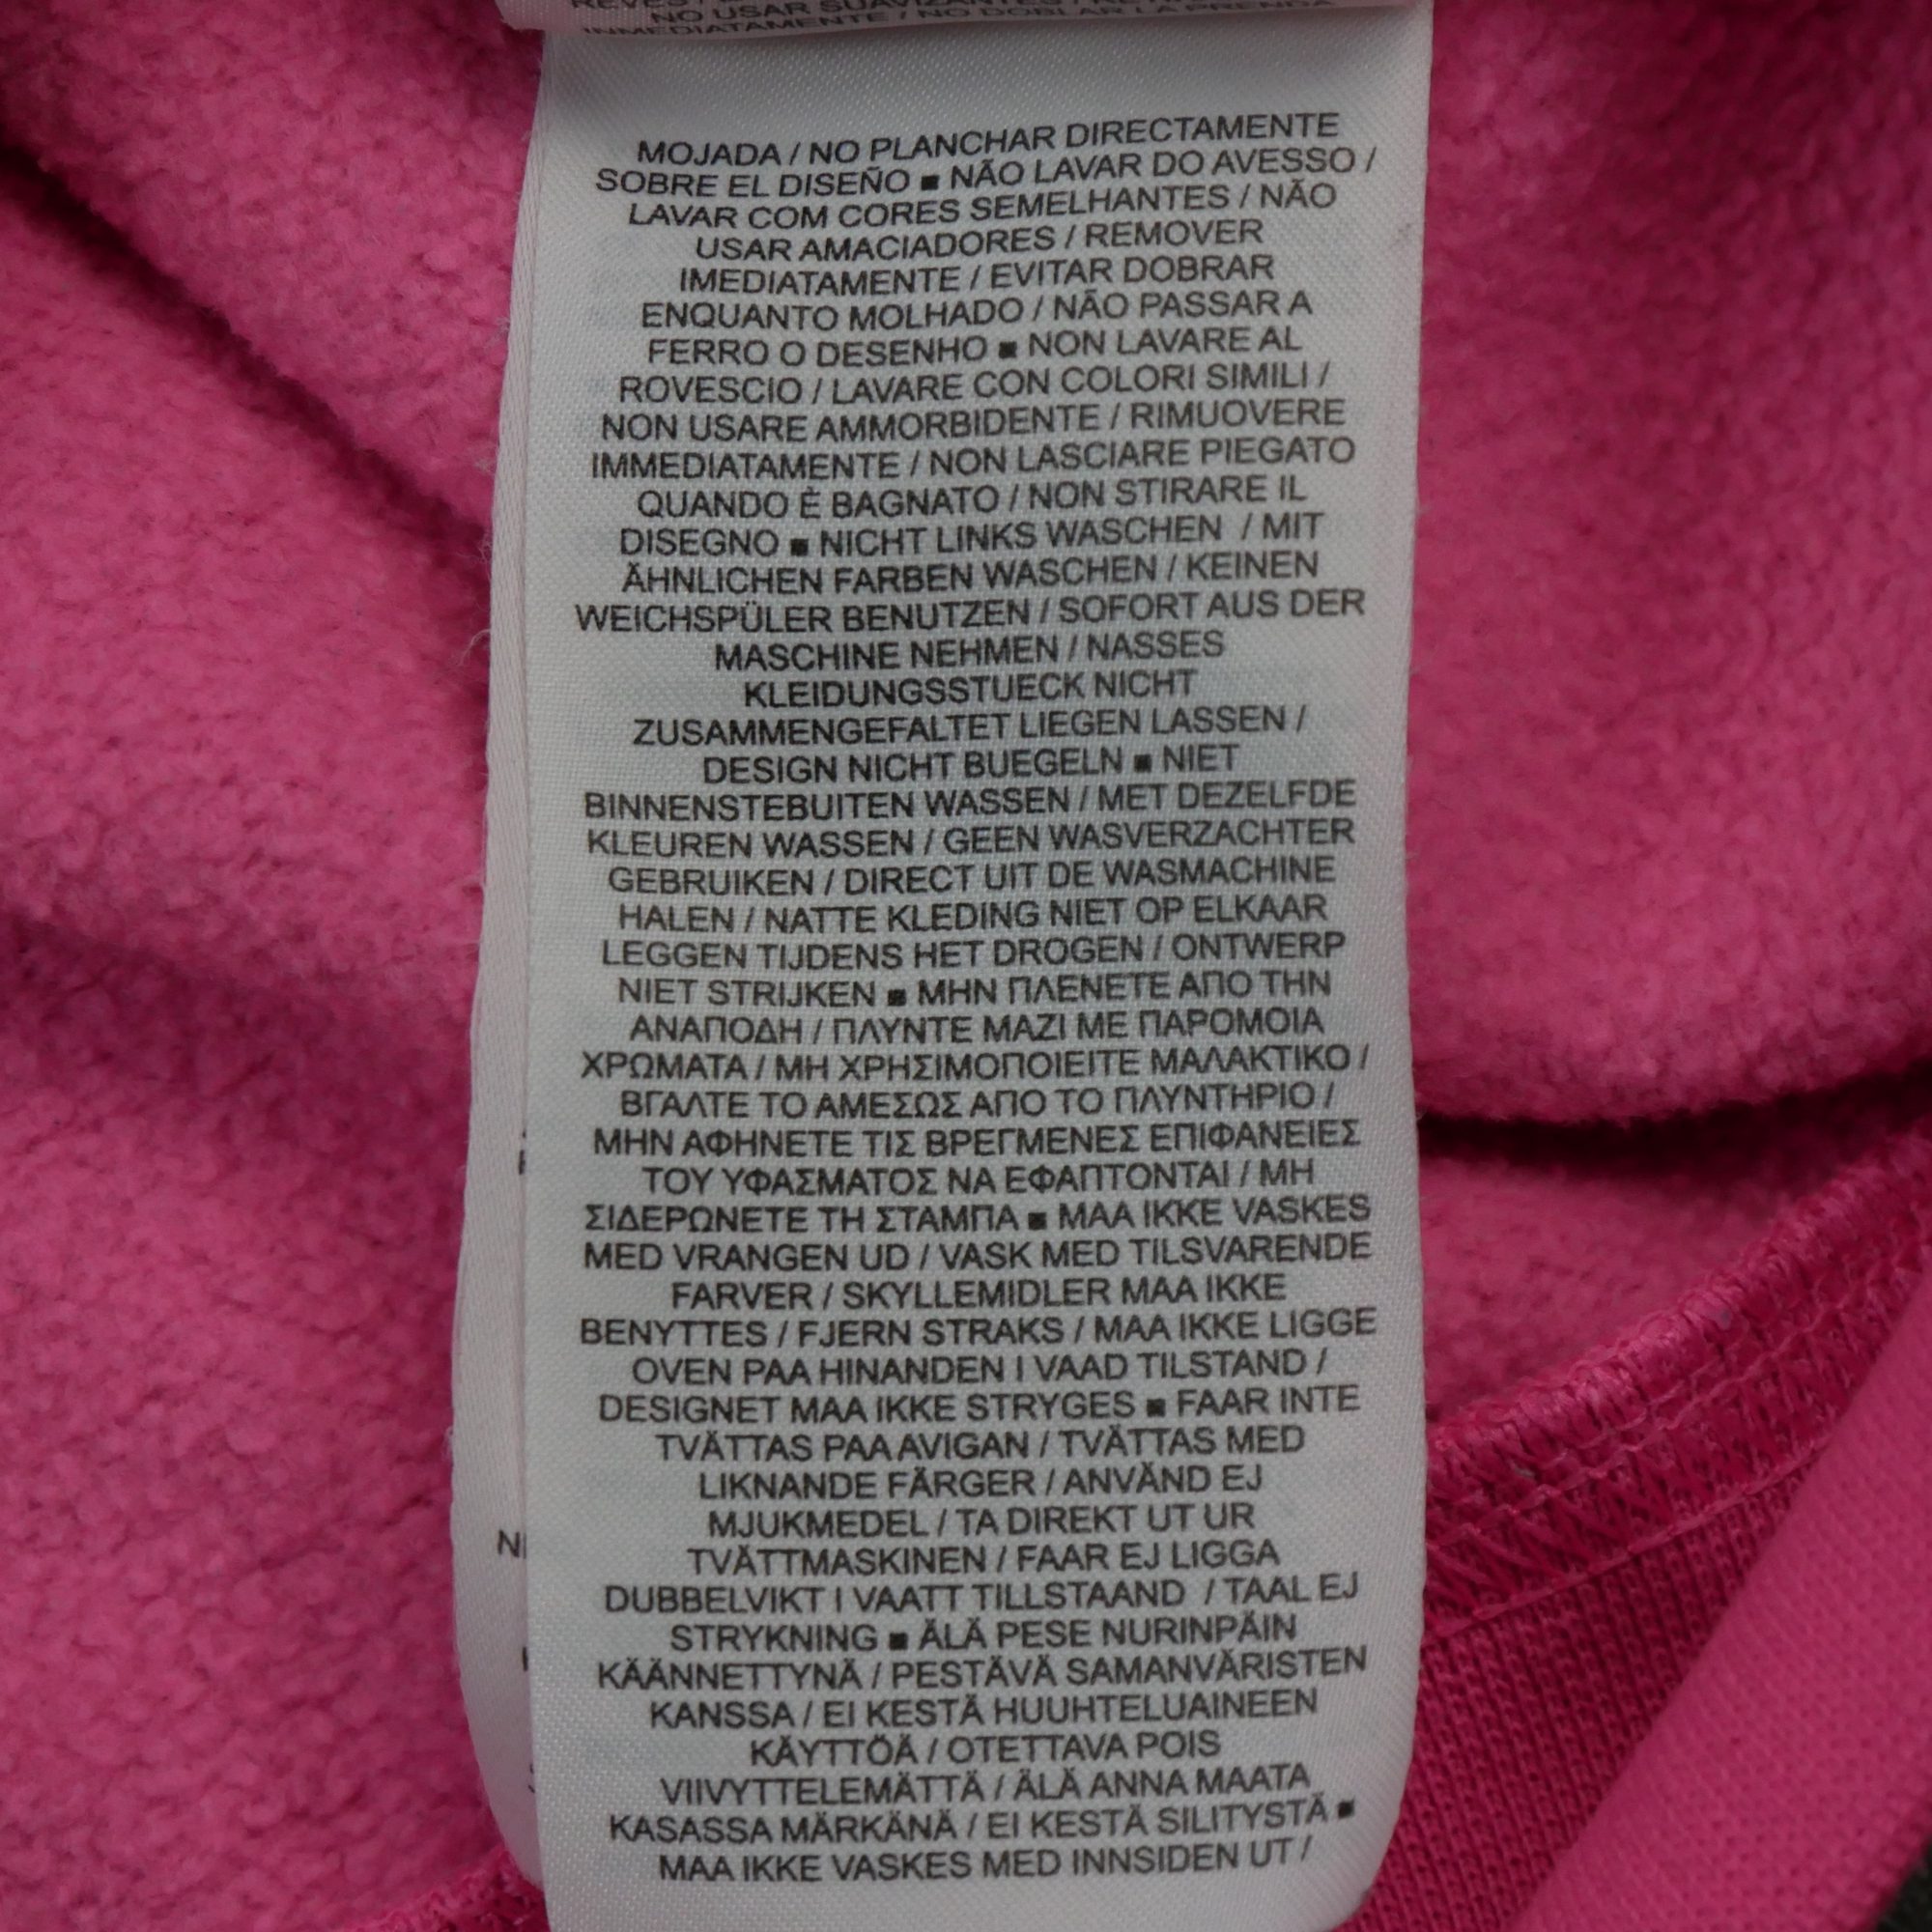 NO USAR SUAVIZANTES /
INMEDIATAMENTE / NO DOBLAR LA PRENDA
MOJADA / NO PLANCHAR DIRECTAMENTE
SOBRE EL DISEÑO ■ NÃO LAVAR DO AVESSO /
LAVAR COM CORES SEMELHANTES / NÃO
USAR AMACIADORES / REMOVER
IMEDIATAMENTE / EVITAR DOBRAR
ENQUANTO MOLHADO / NÃO PASSAR A
FERRO O DESENHO ■ NON LAVARE AL
ROVESCIO / LAVARE CON COLORI SIMILI /
NON USARE AMMORBIDENTE / RIMUOVERE
IMMEDIATAMENTE / NON LASCIARE PIEGATO
QUANDO È BAGNATO / NON STIRARE IL
DISEGNO ■ NICHT LINKS WASCHEN / MIT
ÄHNLICHEN FARBEN WASCHEN / KEINEN
WEICHSPÜLER BENUTZEN / SOFORT AUS DER
MASCHINE NEHMEN / NASSES
KLEIDUNGSSTUECK NICHT
ZUSAMMENGEFALTET LIEGEN LASSEN /
DESIGN NICHT BUEGELN ■ NIET
BINNENSTEBUITEN WASSEN / MET DEZELFDE
KLEUREN WASSEN / GEEN WASVERZACHTER
GEBRUIKEN / DIRECT UIT DE WASMACHINE
HALEN / NATTE KLEDING NIET OP ELKAAR
LEGGEN TIJDENS HET DROGEN / ONTWERP
NIET STRIJKEN ■ ΜΗΝ ΠΛΕΝΕΤΕ ΑΠΟ ΤΗΝ
ΑΝΑΠΟΔΗ / ΠΛΥΝΤΕ ΜΑΖΙ ΜΕ ΠΑΡΟΜΟΙΑ
ΧΡΩΜΑΤΑ / ΜΗ ΧΡΗΣΙΜΟΠΟΙΕΙΤΕ ΜΑΛΑΚΤΙΚΟ /
ΒΓΑΛΤΕ ΤΟ ΑΜΕΣΩΣ ΑΠΟ ΤΟ ΠΛΥΝΤΗΡΙΟ /
ΜΗΝ ΑΦΗΝΕΤΕ ΤΙΣ ΒΡΕΓΜΕΝΕΣ ΕΠΙΦΑΝΕΙΕΣ
ΤΟΥ ΥΦΑΣΜΑΤΟΣ ΝΑ ΕΦΑΠΤΟΝΤΑΙ / ΜΗ
ΣΙΔΕΡΩΝΕΤΕ ΤΗ ΣΤΑΜΠΑ ■ MAA IKKE VASKES
MED VRANGEN UD / VASK MED TILSVARENDE
FARVER / SKYLLEMIDLER MAA IKKE
BENYTTES / FJERN STRAKS / MAA IKKE LIGGE
OVEN PAA HINANDEN I VAAD TILSTAND /
DESIGNET MAA IKKE STRYGES ■ FAAR INTE
TVÄTTAS PAA AVIGAN / TVÄTTAS MED
LIKNANDE FÄRGER / ANVÄND EJ
MJUKMEDEL / TA DIREKT UT UR
TVÄTTMASKINEN / FAAR EJ LIGGA
DUBBELVIKT I VAATT TILLSTAAND / TAAL EJ
STRYKNING ■ ÄLÄ PESE NURINPÄIN
KÄÄNNETTYNÄ / PESTÄVÄ SAMANVÄRISTEN
KANSSA / EI KESTÄ HUUHTELUAINEEN
KÄYTTÖÄ / OTETTAVA POIS
VIIVYTTELEMÄTTÄ / ÄLÄ ANNA MAATA
KASASSA MÄRKÄNÄ / EI KESTÄ SILITYSTÄ ■
MAA IKKE VASKES MED INNSIDEN UT /